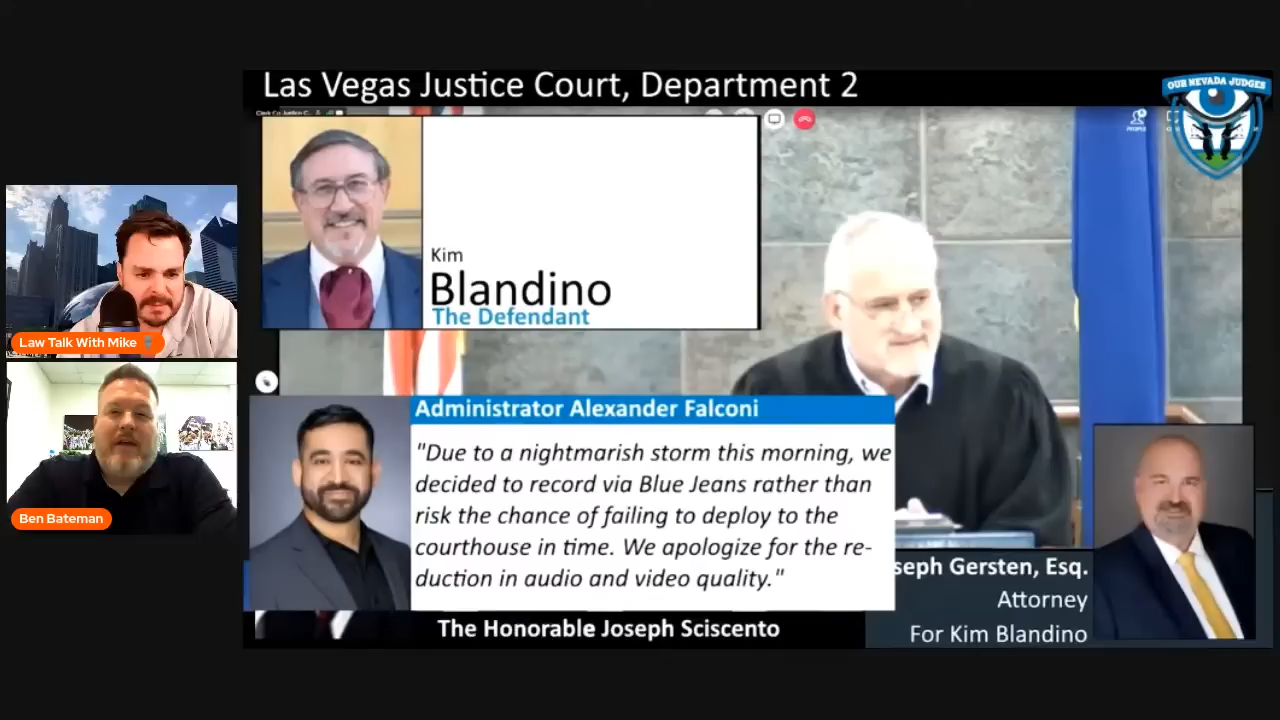 Las Vegas Justice Court, Department 2
OUR NEVADA JUDGES
PEOPLE
Kim
Blandino
The Defendant
Law Talk With Mike
Ben Bateman
Administrator Alexander Falconi
"Due to a nightmarish storm this morning, we
decided to record via Blue Jeans rather than
risk the chance of failing to deploy to the
courthouse in time. We apologize for the re-
duction in audio and video quality."
seph Gersten, Esq.
Attorney
For Kim Blandino
The Honorable Joseph Sciscento